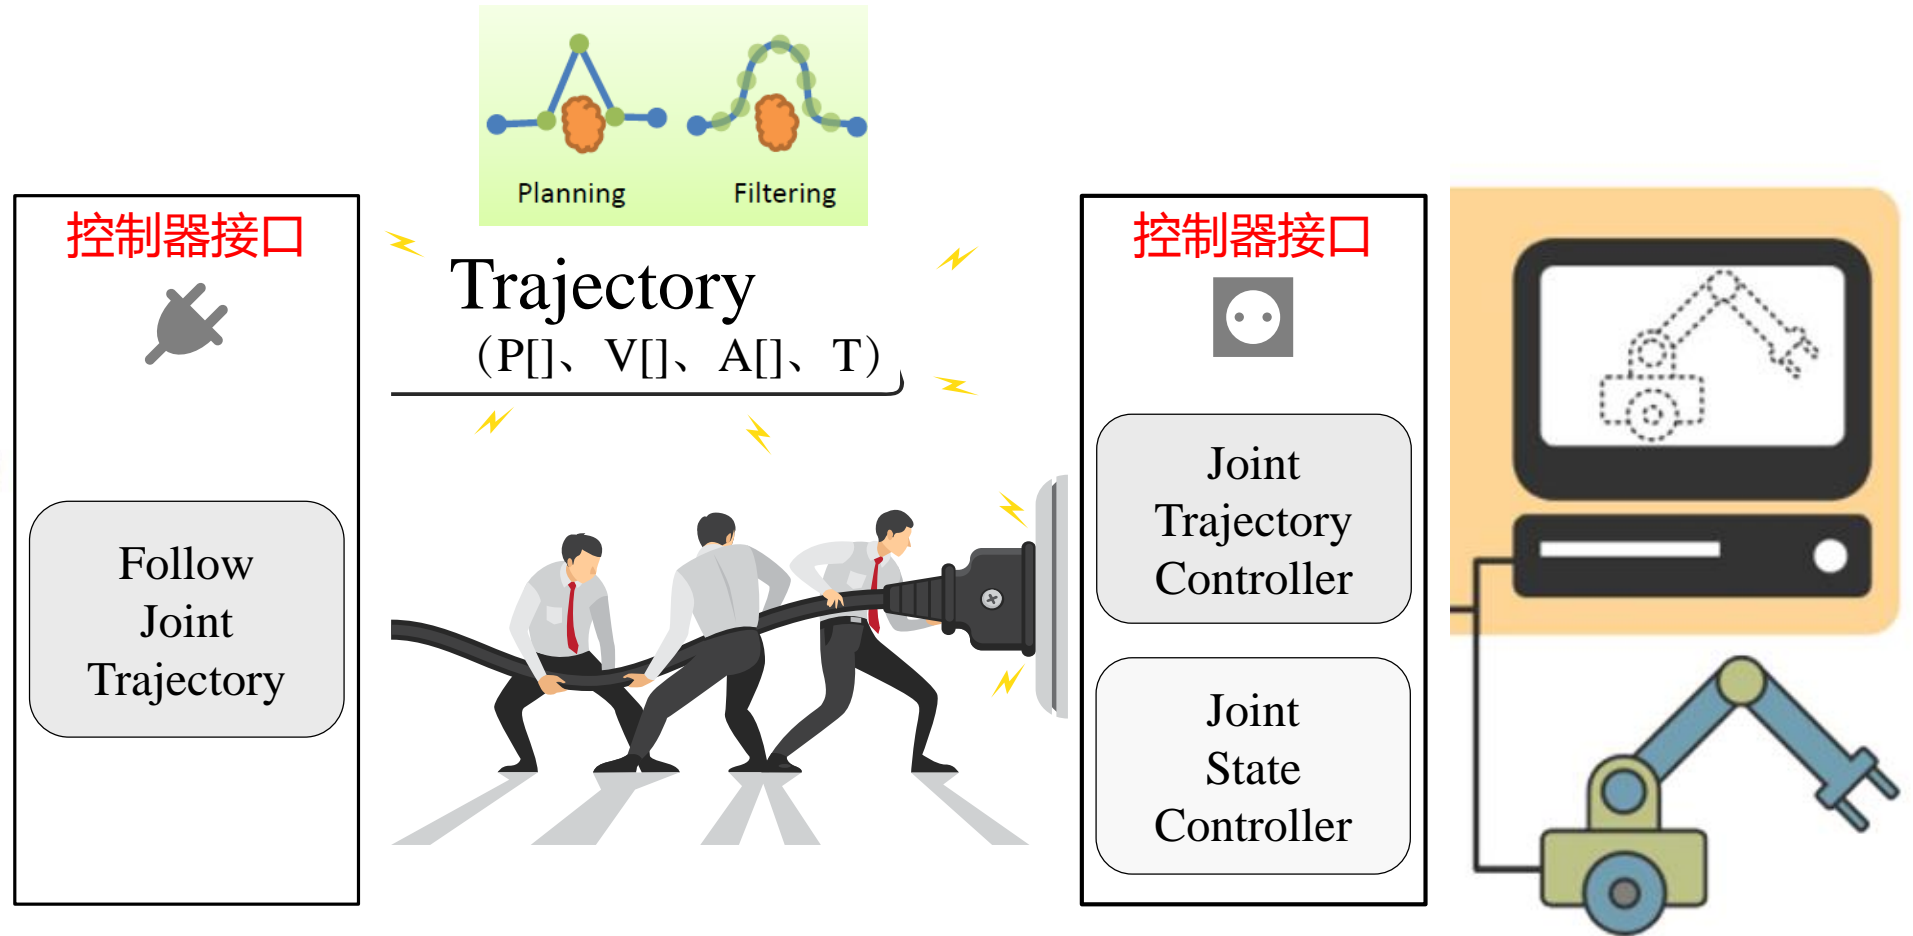 Planning
Filtering
控制器接口
Follow
Joint
Trajectory
Trajectory
（P[]、V[]、A[]、T）
控制器接口
Joint
Trajectory
Controller
Joint
State
Controller